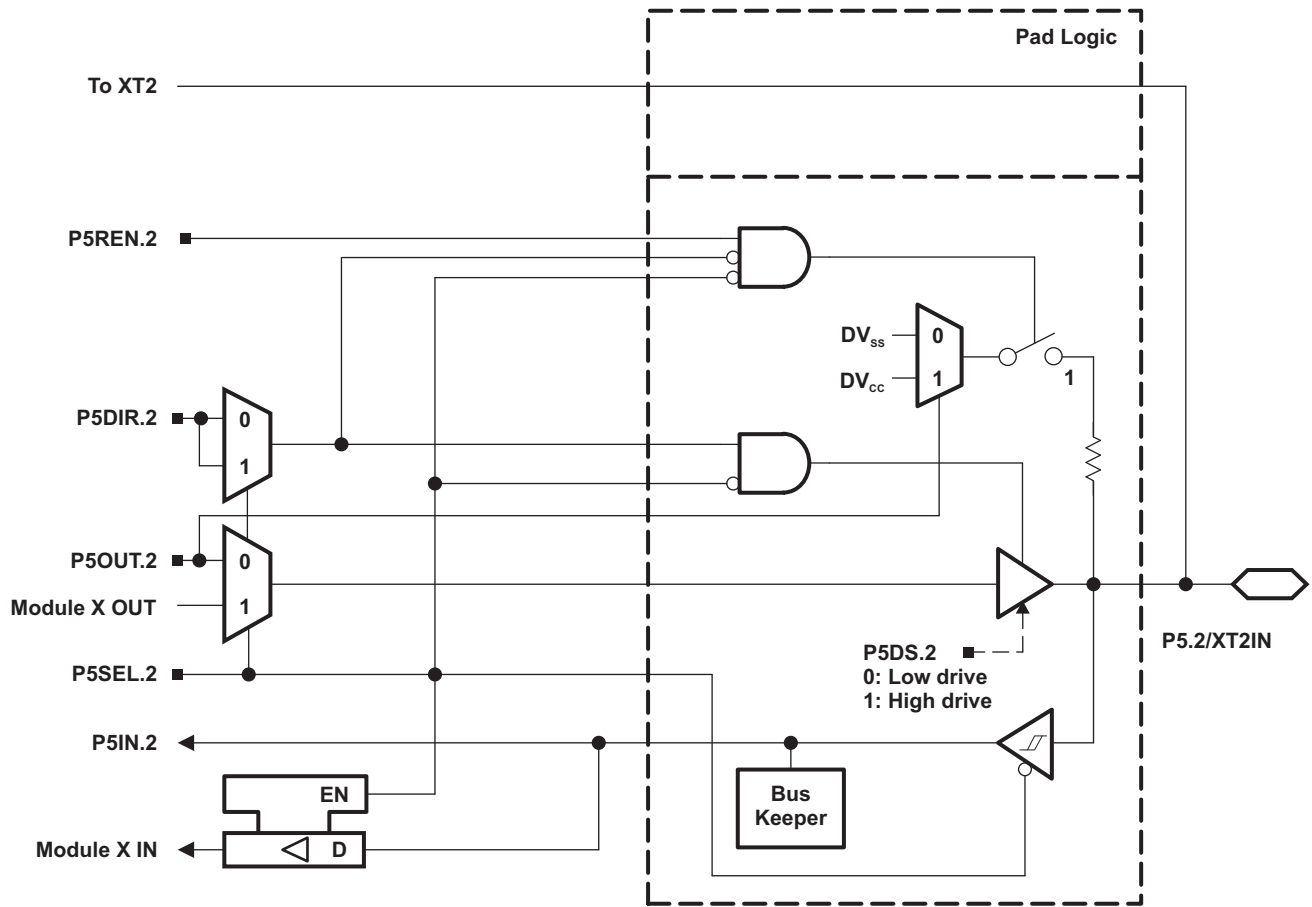 Pad Logic
To XT2
P5REN.2
DVSS
0
DVCC
1
1
P5DIR.2
0
1
P5OUT.2
0
Module X OUT
1
P5.2/XT2IN
P5DS.2
0: Low drive
1: High drive
P5SEL.2
P5IN.2
Bus
Keeper
EN
Module X IN
D